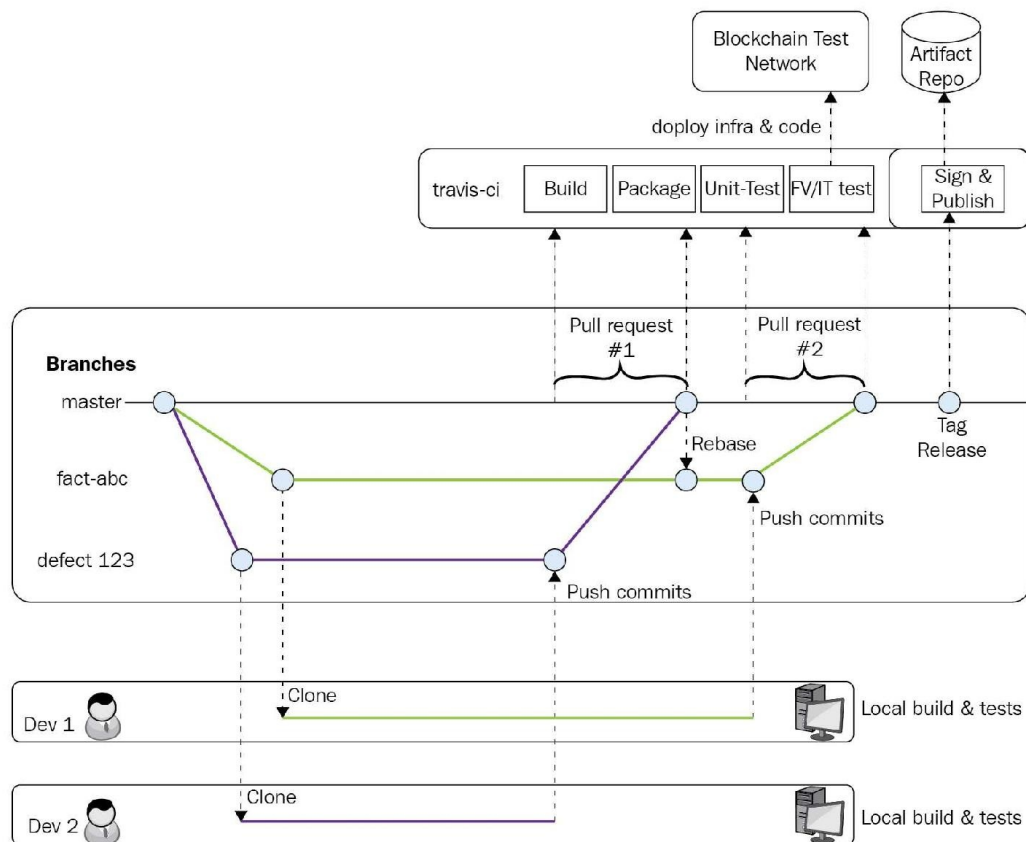 Blockchain Test
Network
Artifact
Repo
doploy infra & code
travis-ci
Build
Package
Unit-Test
FV/IT test
Sign &
Publish
Pull request
#1
Pull request
#2
Branches
master
Tag
Release
Rebase
fact-abc
Push commits
defect 123
Push commits
Clone
Dev 1
Local build & tests
Clone
Dev 2
Local build & tests